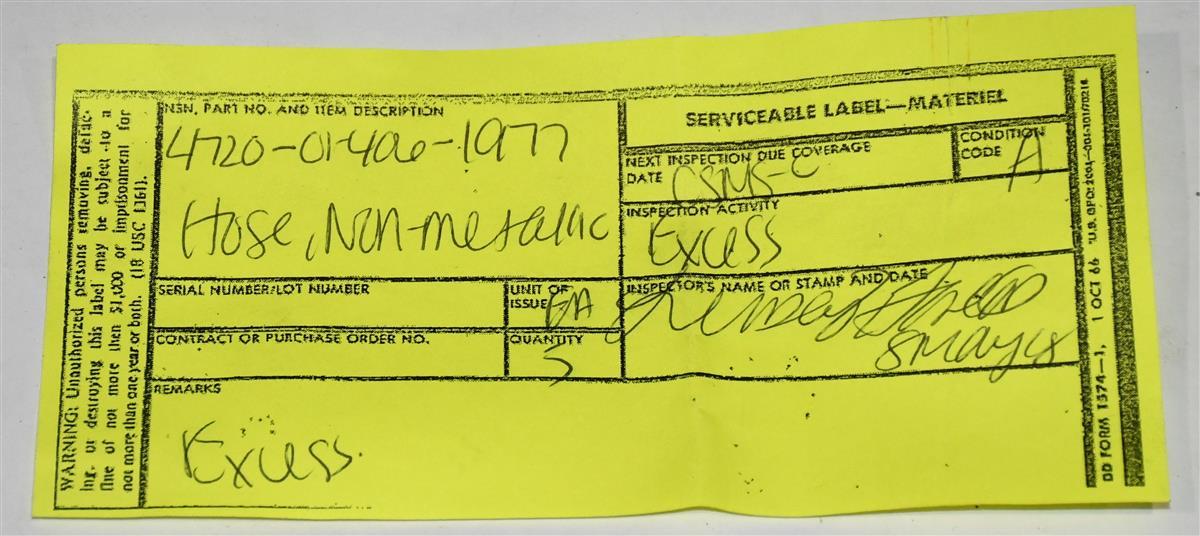 WARNING: Unauthorized persons removing, defac-
ing, or destroying this label may be subject to a
fine of not more then $1,000 or imprisonment for
not more than one year or both. (18 USC 1361).
NSN, PART NO. AND ITEM DESCRIPTION
4720-01-406-1977
Hose, Non-metallic
SERIAL NUMBER/LOT NUMBER
UNIT OF
ISSUE
EA
CONTRACT OR PURCHASE ORDER NO.
QUANTITY
5
REMARKS
Excess
SERVICEABLE LABEL—MATERIEL
NEXT INSPECTION DUE COVERAGE
DATE CSMS-C
CONDITION
CODE A
INSPECTION ACTIVITY
Excess
INSPECTOR'S NAME OR STAMP AND DATE
8 May
DD FORM 1574—1, 1 OCT 66